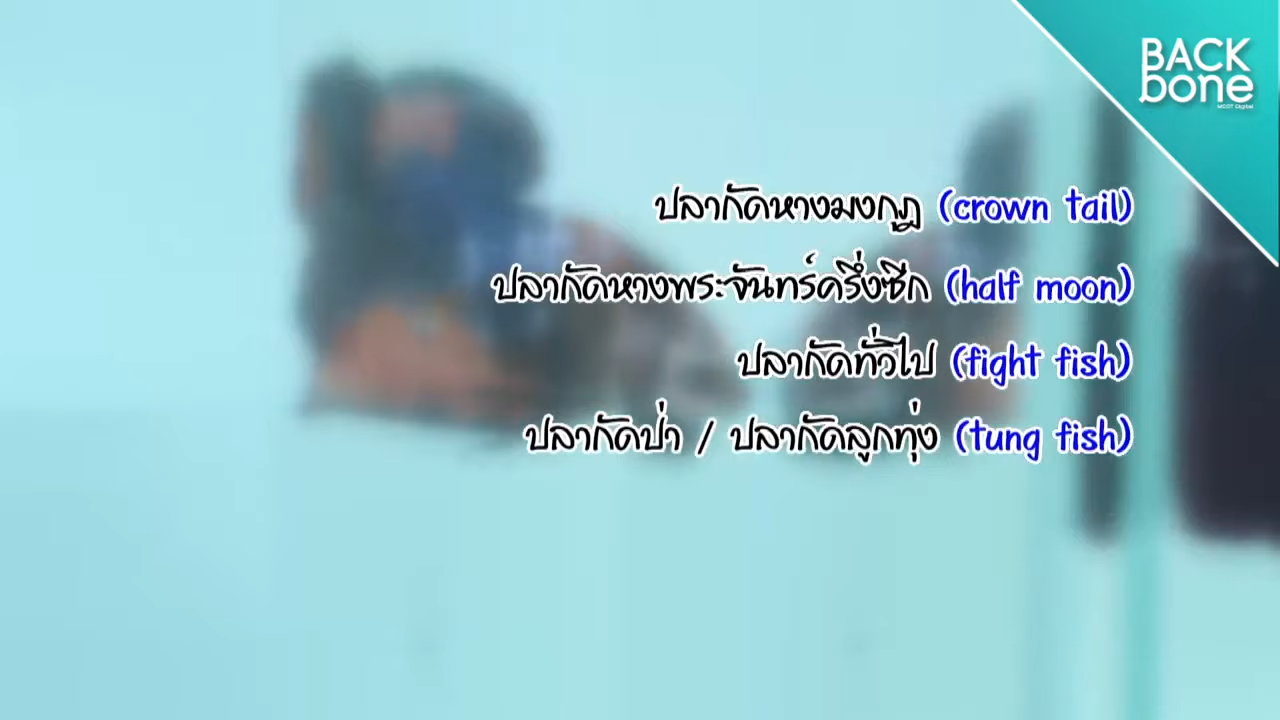 BACK
bone
MCOT Digital
ปลากัดหางมงกุฎ (crown tail)
ปลากัดหางพระจันทร์ครึ่งซีก (half moon)
ปลากัดทั่วไป (fight fish)
ปลากัดป่า / ปลากัดลูกทุ่ง (tung fish)